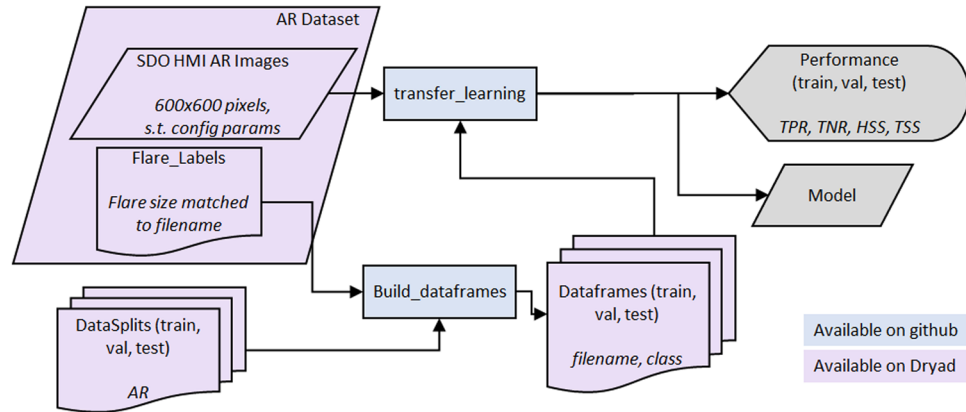 AR Dataset
SDO HMI AR Images
600x600 pixels,
s.t. config params
Flare_Labels
Flare size matched
to filename
transfer_learning
Performance
(train, val, test)
TPR, TNR, HSS, TSS
Model
DataSplits (train,
val, test)
AR
Build_dataframes
Dataframes (train,
val, test)
filename, class
Available on github
Available on Dryad